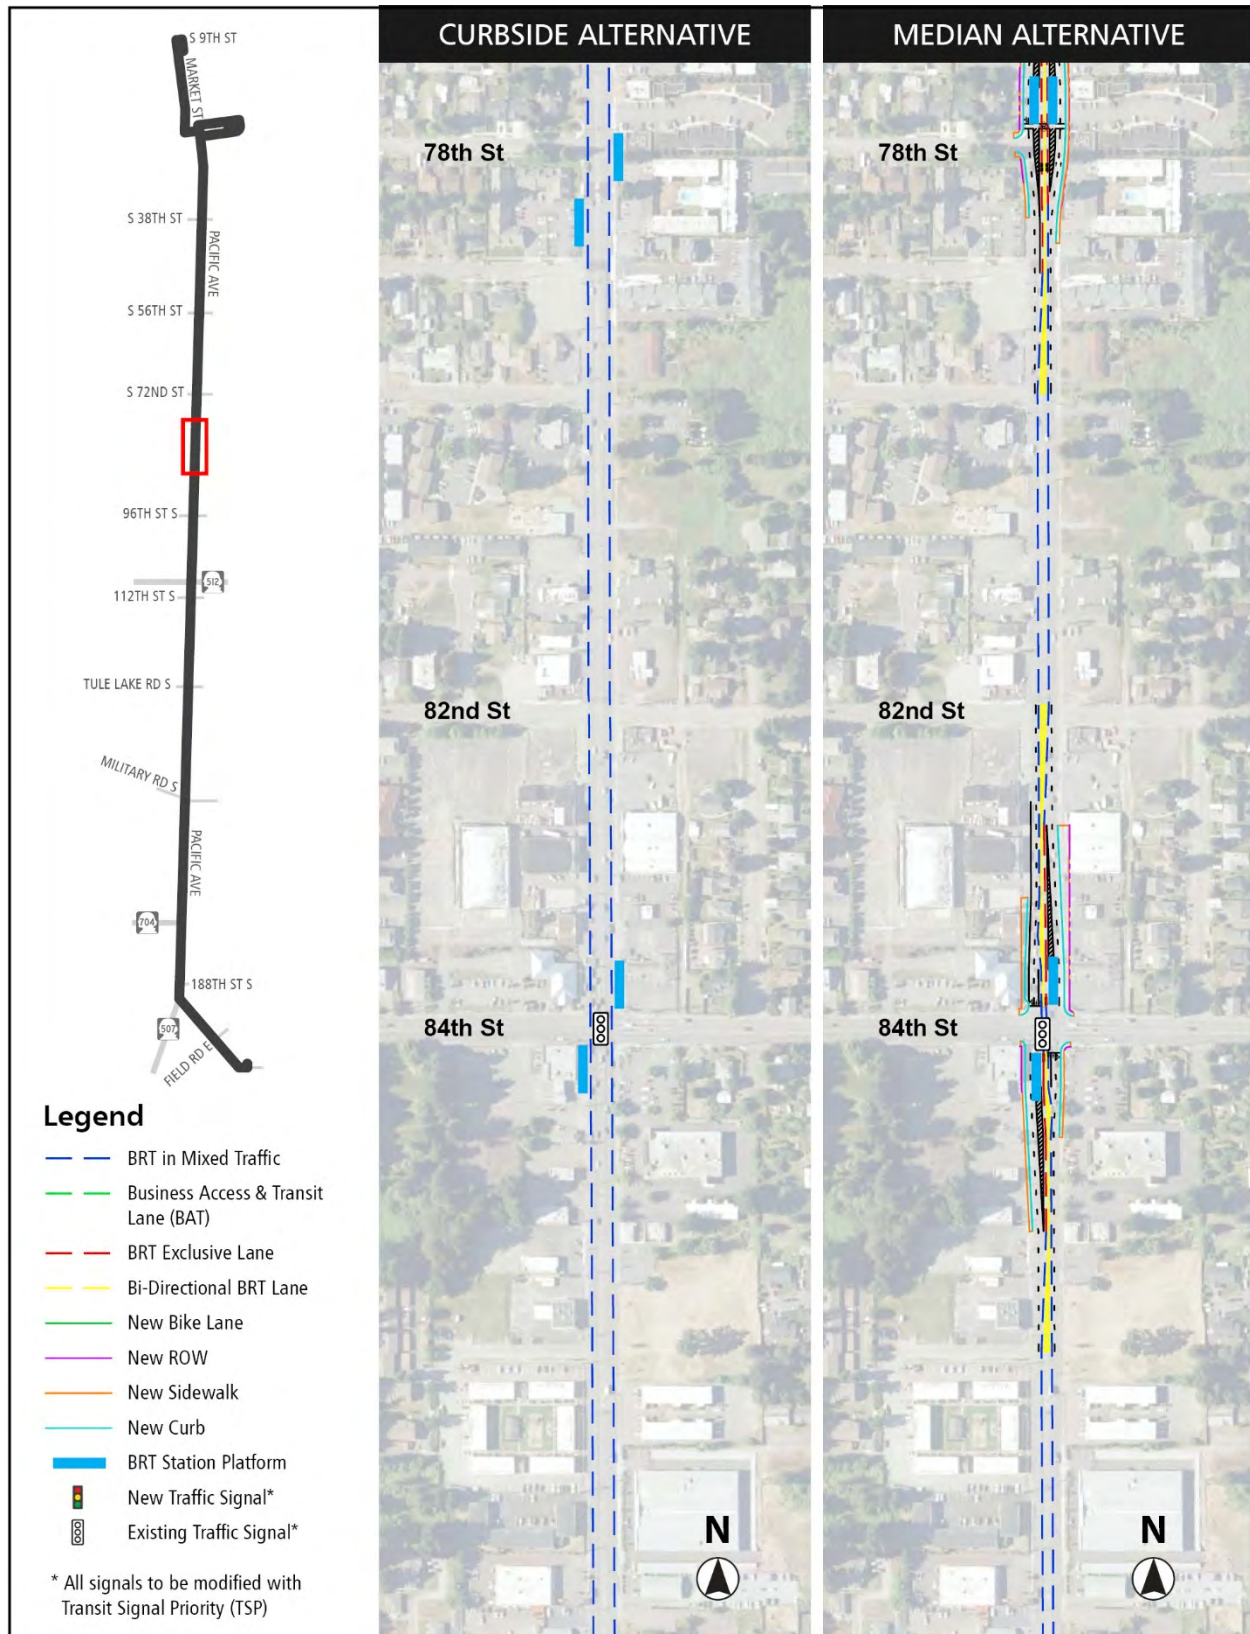 S 9TH ST
MARKET ST
S 38TH ST
PACIFIC AVE
S 56TH ST
S 72ND ST
96TH ST S
512
112TH ST S
TULE LAKE RD S
MILITARY RD S
PACIFIC AVE
704
188TH ST S
507
FIELD RD E
Legend
BRT in Mixed Traffic
Business Access & Transit
Lane (BAT)
BRT Exclusive Lane
Bi-Directional BRT Lane
New Bike Lane
New ROW
New Sidewalk
New Curb
BRT Station Platform
New Traffic Signal*
Existing Traffic Signal*
* All signals to be modified with
Transit Signal Priority (TSP)
CURBSIDE ALTERNATIVE
78th St
82nd St
84th St
N
MEDIAN ALTERNATIVE
78th St
82nd St
84th St
N